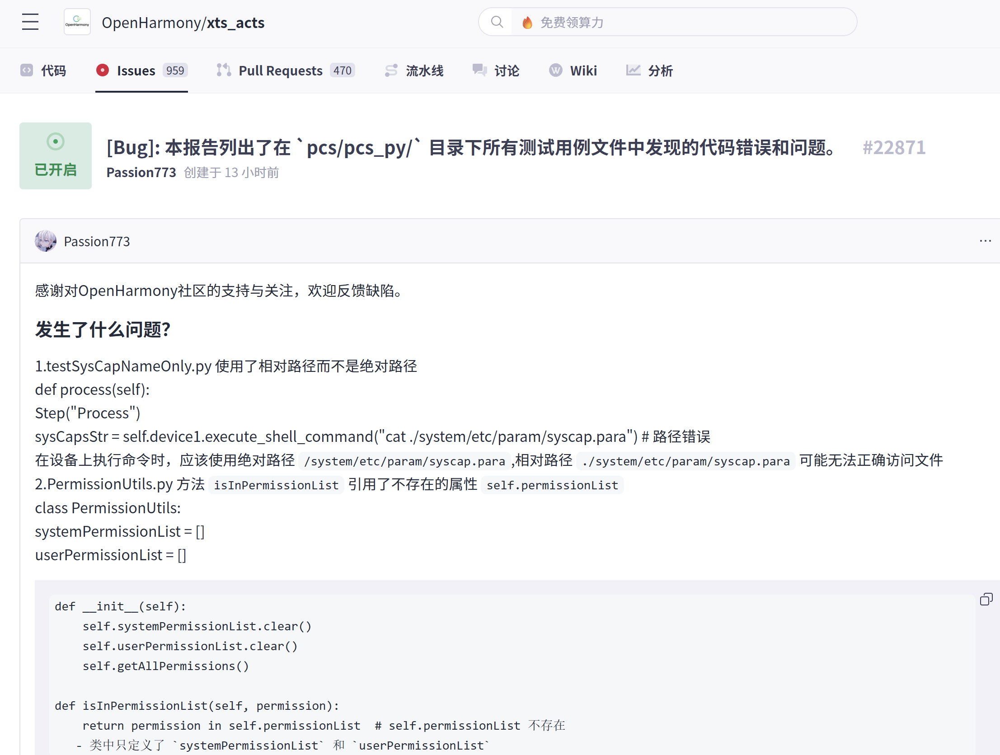 OpenHarmony
OpenHarmony/xts_acts
🔥 免费领算力
代码
Issues 959
Pull Requests 470
流水线
讨论
Wiki
分析
已开启
[Bug]: 本报告列出了在 `pcs/pcs_py/` 目录下所有测试用例文件中发现的代码错误和问题。 #22871
Passion773 创建于 13 小时前
Passion773
感谢对OpenHarmony社区的支持与关注，欢迎反馈缺陷。
发生了什么问题？
1.testSysCapNameOnly.py 使用了相对路径而不是绝对路径
def process(self):
Step("Process")
sysCapsStr = self.device1.execute_shell_command("cat ./system/etc/param/syscap.para") # 路径错误
在设备上执行命令时，应该使用绝对路径 /system/etc/param/syscap.para ,相对路径 ./system/etc/param/syscap.para 可能无法正确访问文件
2.PermissionUtils.py 方法 isInPermissionList 引用了不存在的属性 self.permissionList
class PermissionUtils:
systemPermissionList = []
userPermissionList = []
def __init__(self):
    self.systemPermissionList.clear()
    self.userPermissionList.clear()
    self.getAllPermissions()
def isInPermissionList(self, permission):
    return permission in self.permissionList  # self.permissionList 不存在
   - 类中只定义了 `systemPermissionList` 和 `userPermissionList`